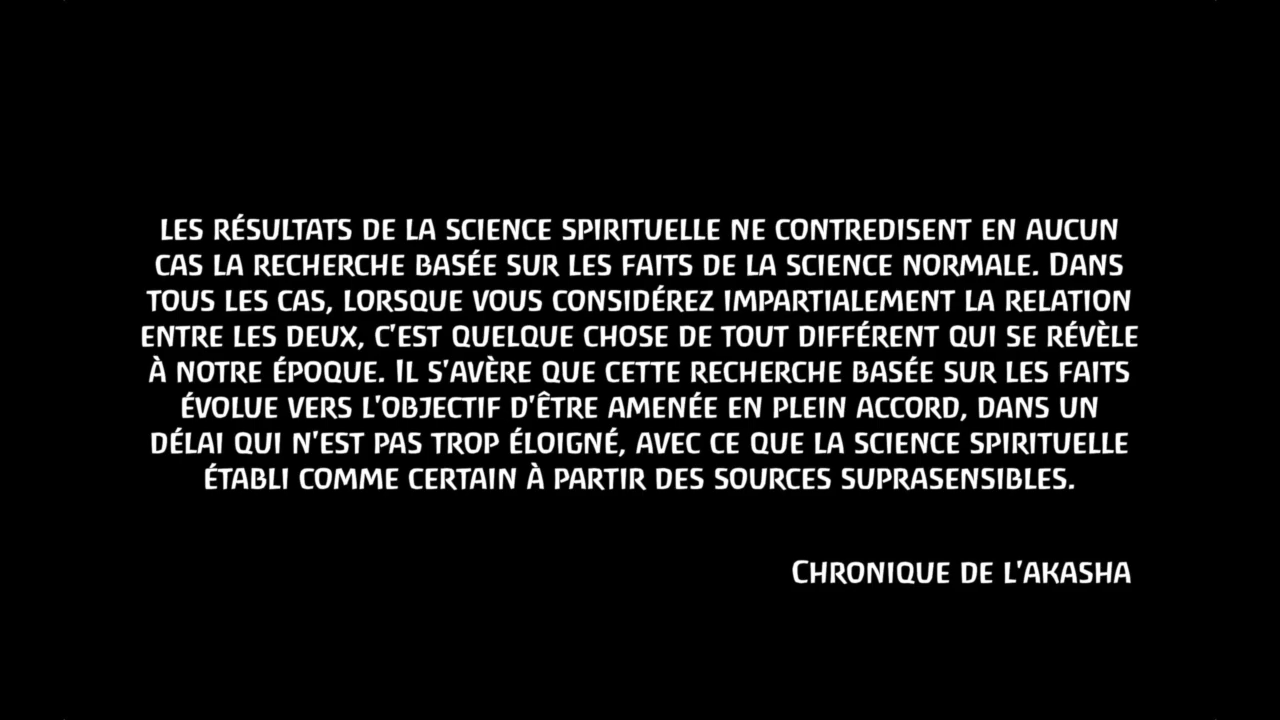 LES RÉSULTATS DE LA SCIENCE SPIRITUELLE NE CONTREDISENT EN AUCUN
CAS LA RECHERCHE BASÉE SUR LES FAITS DE LA SCIENCE NORMALE. DANS
TOUS LES CAS, LORSQUE VOUS CONSIDÉREZ IMPARTIALEMENT LA RELATION
ENTRE LES DEUX, C'EST QUELQUE CHOSE DE TOUT DIFFÉRENT QUI SE RÉVÈLE
À NOTRE ÉPOQUE. IL S'AVÈRE QUE CETTE RECHERCHE BASÉE SUR LES FAITS
ÉVOLUE VERS L'OBJECTIF D'ÊTRE AMENÉE EN PLEIN ACCORD, DANS UN
DÉLAI QUI N'EST PAS TROP ÉLOIGNÉ, AVEC CE QUE LA SCIENCE SPIRITUELLE
ÉTABLI COMME CERTAIN À PARTIR DES SOURCES SUPRASENSIBLES.
CHRONIQUE DE L'AKASHA